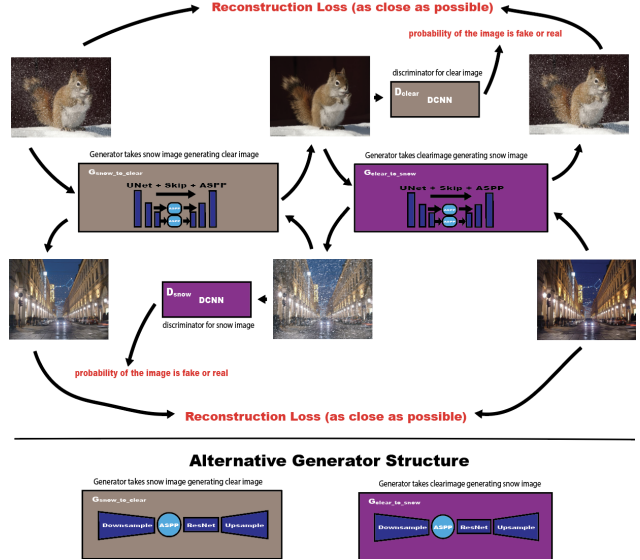 Reconstruction Loss (as close as possible)
probability of the image is fake or real
discriminator for clear image
Dclear
DCNN
Generator takes snow image generating clear image
Generator takes clearimage generating snow image
Gsnow_to_clear
UNet + Skip + ASPP
ASPP
ASPP
Gclear_to_snow
UNet + Skip + ASPP
ASPP
ASPP
Dsnow
DCNN
discriminator for snow image
probability of the image is fake or real
Reconstruction Loss (as close as possible)
Alternative Generator Structure
Generator takes snow image generating clear image
Generator takes clearimage generating snow image
Gsnow_to_clear
Downsample ASPP ResNet Upsample
Gclear_to_snow
Downsample ASPP ResNet Upsample